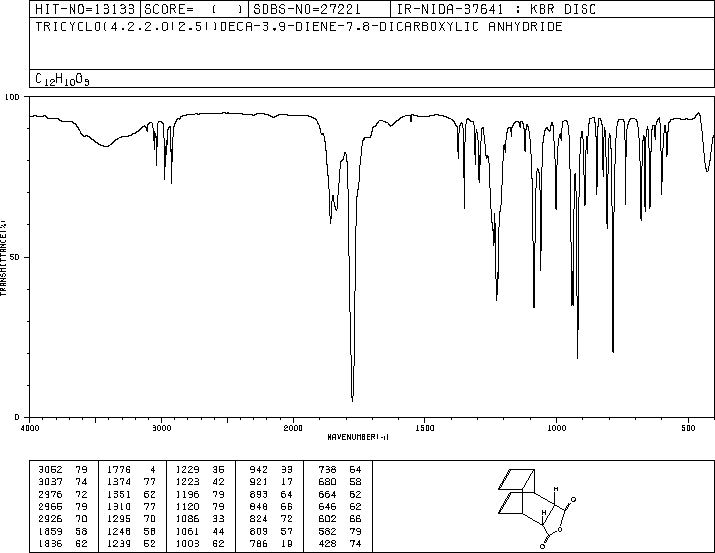 HIT-NO=13133 SCORE= ( ) SDBS-NO=27221 IR-NIDA-37641 : KBR DISC
TRICYCLO(4.2.2.0!2.5!)DECA-3.9-DIENE-7.8-DICARBOXYLIC ANHYDRIDE
C12H10O3
100
50
0
TRANSMITTANCE(%)
4000 3000 2000 1500 1000 500
WAVENUMBER(-1)
3062 79 1776 4 1229 36 942 33 738 64
3037 74 1374 77 1223 42 921 17 680 58
2976 72 1351 62 1196 79 893 64 664 62
2966 79 1310 77 1120 79 848 66 646 62
2926 70 1295 70 1086 33 824 72 602 66
1859 58 1248 58 1061 44 809 57 582 79
1836 62 1239 52 1003 62 786 19 428 74
H
H
O
O
O